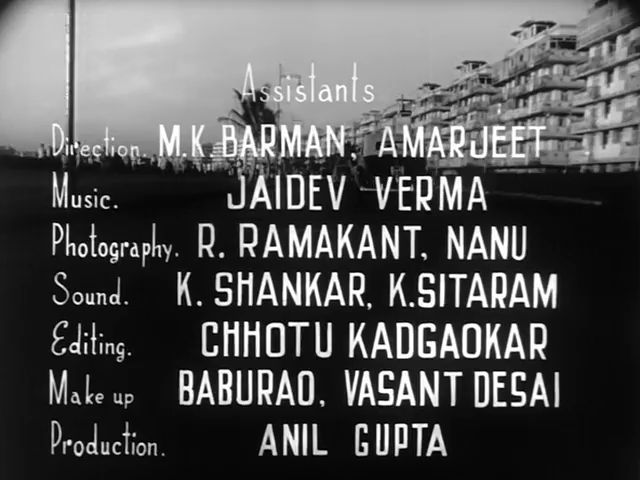 Assistants
Direction. M.K. BARMAN, AMARJEET
Music. JAIDEV VERMA
Photography. R. RAMAKANT, NANU
Sound. K. SHANKAR, K.SITARAM
Editing. CHHOTU KADGAOKAR
Make up BABURAO, VASANT DESAI
Production. ANIL GUPTA